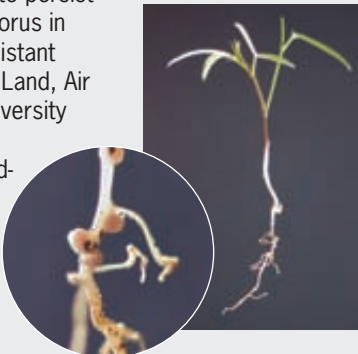 to persist
orus in
istant
Land, Air
versity
d-